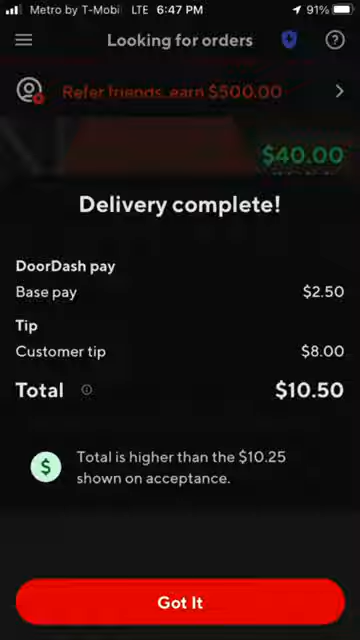 Metro by T-Mobi LTE 6:47 PM 91%
Looking for orders
Refer friends, earn $500.00
$40.00
Delivery complete!
DoorDash pay
Base pay $2.50
Tip
Customer tip $8.00
Total $10.50
Total is higher than the $10.25
shown on acceptance.
Got It